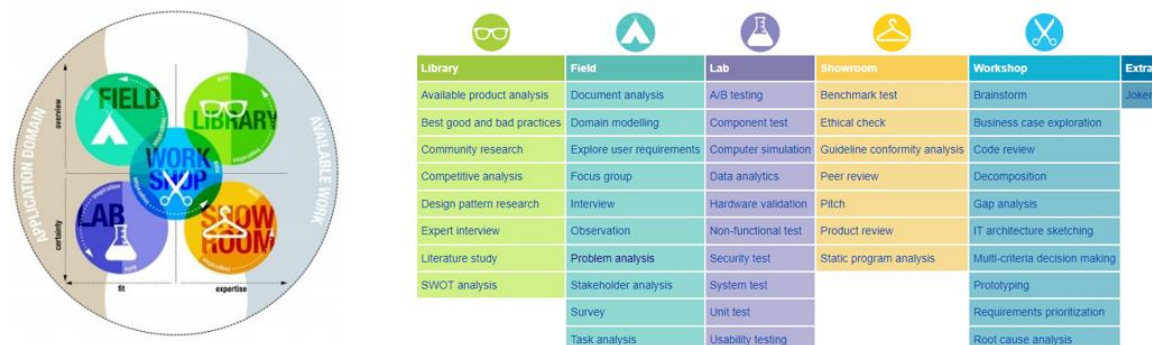 APPLICATION DOMAIN
AVAILABLE WORK
overview
certainty
fit
expertise
FIELD
LIBRARY
WORK
SHOP
LAB
inspiration
SHOW
ROOM
Library
Available product analysis
Best good and bad practices
Community research
Competitive analysis
Design pattern research
Expert interview
Literature study
SWOT analysis
Field
Document analysis
Domain modelling
Explore user requirements
Focus group
Interview
Observation
Problem analysis
Stakeholder analysis
Survey
Task analysis
Lab
A/B testing
Component test
Computer simulation
Data analytics
Hardware validation
Non-functional test
Security test
System test
Unit test
Usability testing
Showroom
Benchmark test
Ethical check
Guideline conformity analysis
Peer review
Pitch
Product review
Static program analysis
Workshop
Brainstorm
Business case exploration
Code review
Decomposition
Gap analysis
IT architecture sketching
Multi-criteria decision making
Prototyping
Requirements prioritization
Root cause analysis
Extra
Joker